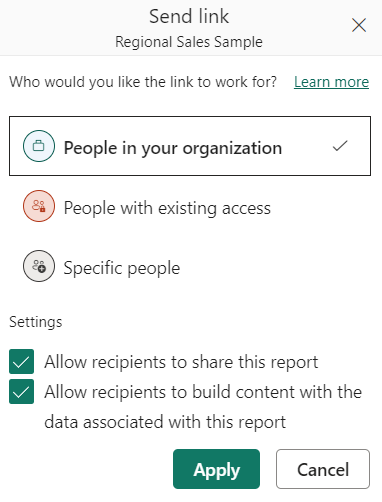 Send link
Regional Sales Sample
Who would you like the link to work for? Learn more
People in your organization
People with existing access
Specific people
Settings
Allow recipients to share this report
Allow recipients to build content with the
data associated with this report
Apply Cancel